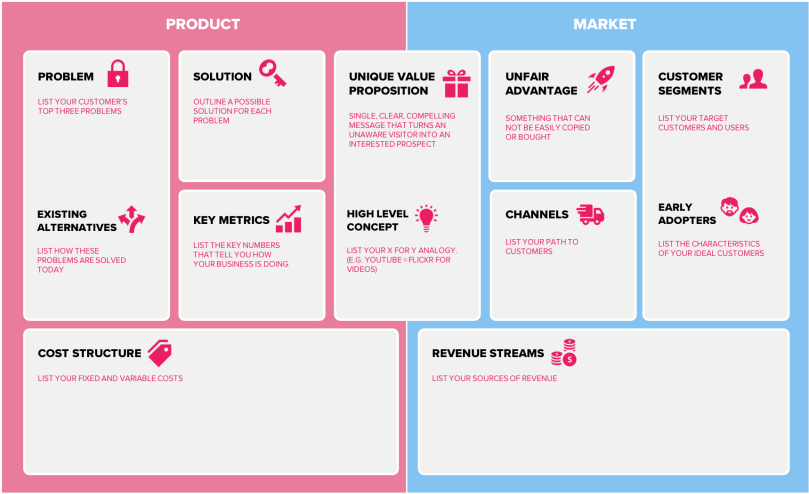 PRODUCT
MARKET
PROBLEM
LIST YOUR CUSTOMER'S
TOP THREE PROBLEMS
EXISTING
ALTERNATIVES
LIST HOW THESE
PROBLEMS ARE SOLVED
TODAY
SOLUTION
OUTLINE A POSSIBLE
SOLUTION FOR EACH
PROBLEM
KEY METRICS
LIST THE KEY NUMBERS
THAT TELL YOU HOW
YOUR BUSINESS IS DOING
UNIQUE VALUE
PROPOSITION
SINGLE, CLEAR, COMPELLING
MESSAGE THAT TURNS AN
UNAWARE VISITOR INTO AN
INTERESTED PROSPECT
HIGH LEVEL
CONCEPT
LIST YOUR X FOR Y ANALOGY.
(E.G. YOUTUBE = FLICKR FOR
VIDEOS)
UNFAIR
ADVANTAGE
SOMETHING THAT CAN
NOT BE EASILY COPIED
OR BOUGHT
CHANNELS
LIST YOUR PATH TO
CUSTOMERS
CUSTOMER
SEGMENTS
LIST YOUR TARGET
CUSTOMERS AND USERS
EARLY
ADOPTERS
LIST THE CHARACTERISTICS
OF YOUR IDEAL CUSTOMERS
COST STRUCTURE
LIST YOUR FIXED AND VARIABLE COSTS
REVENUE STREAMS
$
LIST YOUR SOURCES OF REVENUE